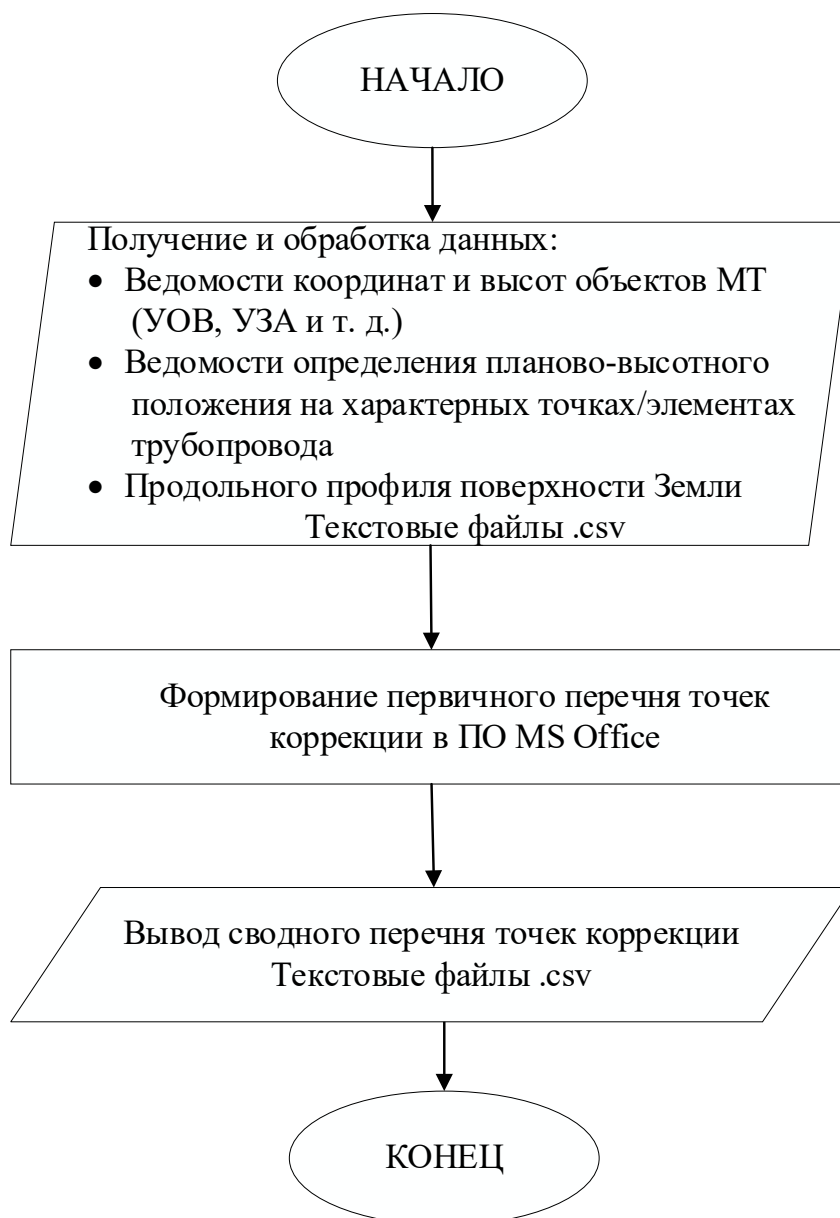 НАЧАЛО
Получение и обработка данных:
• Ведомости координат и высот объектов МТ
(УОВ, УЗА и т. д.)
• Ведомости определения планово-высотного
положения на характерных точках/элементах
трубопровода
• Продольного профиля поверхности Земли
Текстовые файлы .csv
Формирование первичного перечня точек
коррекции в ПО MS Office
Вывод сводного перечня точек коррекции
Текстовые файлы .csv
КОНЕЦ